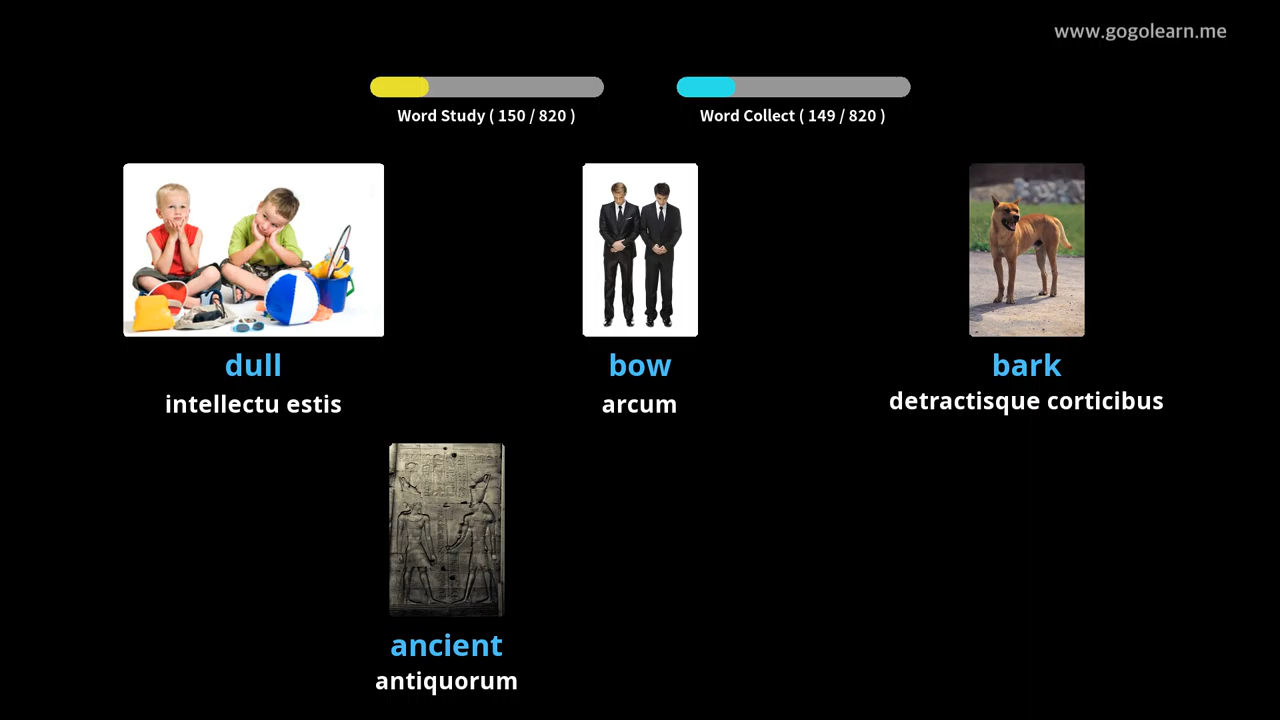 www.gogolearn.me
Word Study ( 150 / 820 )
Word Collect ( 149 / 820 )
dull
intellectu estis
bow
arcum
bark
detractisque corticibus
ancient
antiquorum